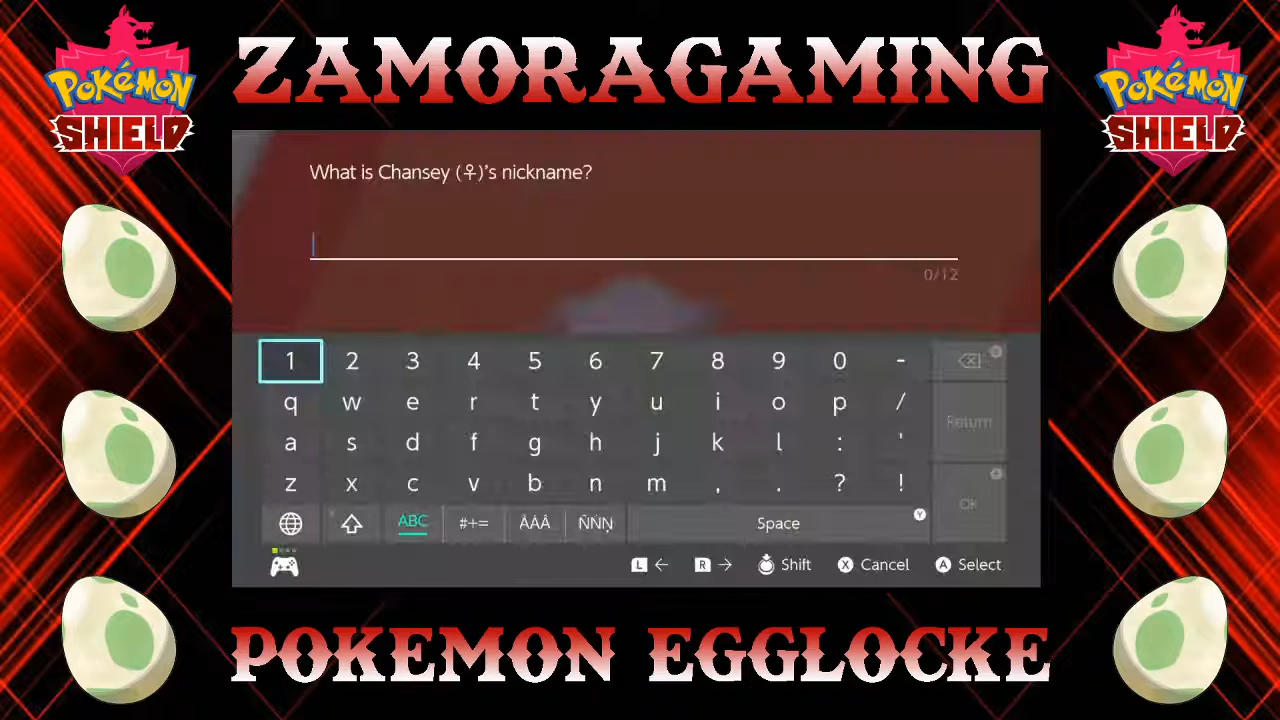 ZAMORAGAMING
POKéMON
SHIELD
POKéMON
SHIELD
What is Chansey (♀)'s nickname?
0/12
1 2 3 4 5 6 7 8 9 0 -
q w e r t y u i o p /
Return
a s d f g h j k l : '
z x c v b n m , . ? !
OK
ABC #+= ÀÁÂ ÑŃŅ Space Y
L ← R → Shift X Cancel A Select
POKEMON EGGLOCKE